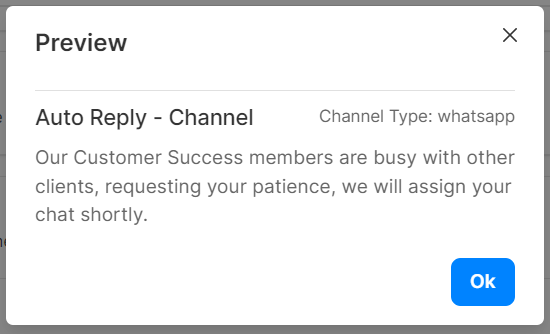 Preview
Auto Reply - Channel
Channel Type: whatsapp
Our Customer Success members are busy with other
clients, requesting your patience, we will assign your
chat shortly.
Ok